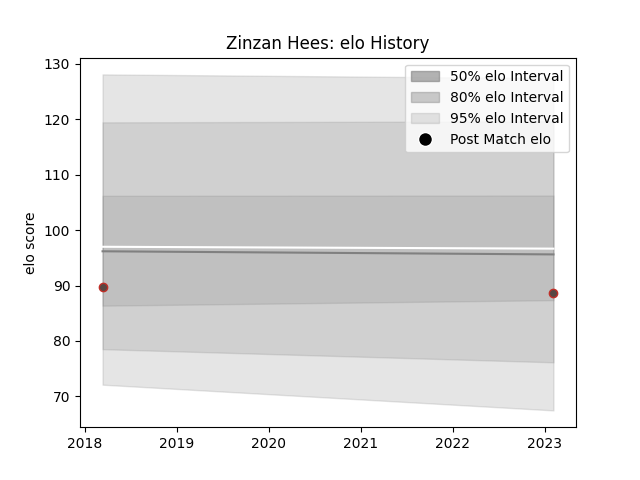 Zinzan Hees: elo History
130
120
110
100
90
80
70
elo score
50% elo Interval
80% elo Interval
95% elo Interval
Post Match elo
2018
2019
2020
2021
2022
2023